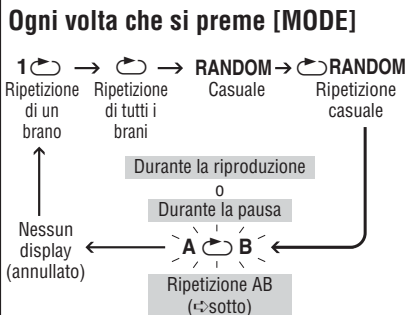 Ogni volta che si preme [MODE]
1 → → RANDOM → RANDOM
Ripetizione di un brano
Ripetizione di tutti i brani
Casuale
Ripetizione casuale
Durante la riproduzione
o
Durante la pausa
A B
Ripetizione AB
(➪sotto)
Nessun display (annullato)